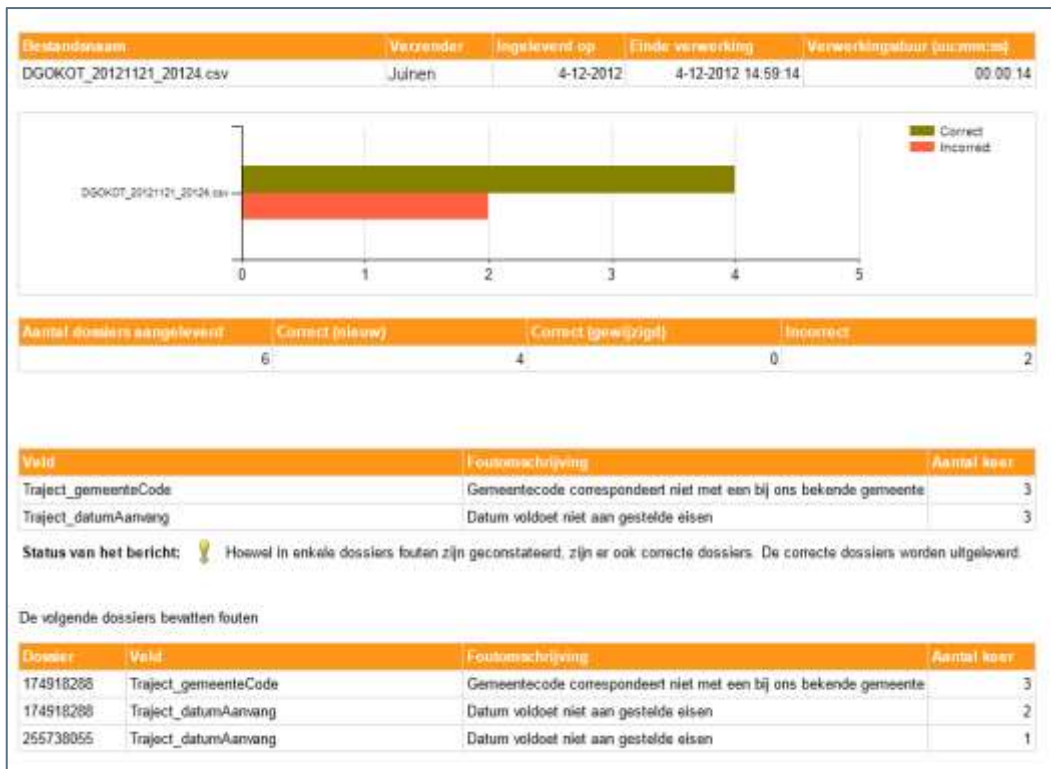 Bestandsnaam Verzender Ingeleverd op Einde verwerking Verwerkingsduur (uu:mm:ss)
DGOKOT_20121121_20124.csv Juinen 4-12-2012 4-12-2012 14:59:14 00:00:14
Correct
Incorrect
DGOKOT_20121121_20124.csv
0 1 2 3 4 5
Aantal dossiers aangeleverd Correct (nieuw) Correct (gewijzigd) Incorrect
6 4 0 2
Veld Foutomschrijving Aantal keer
Traject_gemeenteCode Gemeentecode correspondeert niet met een bij ons bekende gemeente 3
Traject_datumAanvang Datum voldoet niet aan gestelde eisen 3
Status van het bericht: Hoewel in enkele dossiers fouten zijn geconstateerd, zijn er ook correcte dossiers. De correcte dossiers worden uitgeleverd.
De volgende dossiers bevatten fouten
Dossier Veld Foutomschrijving Aantal keer
174918288 Traject_gemeenteCode Gemeentecode correspondeert niet met een bij ons bekende gemeente 3
174918288 Traject_datumAanvang Datum voldoet niet aan gestelde eisen 2
255738055 Traject_datumAanvang Datum voldoet niet aan gestelde eisen 1